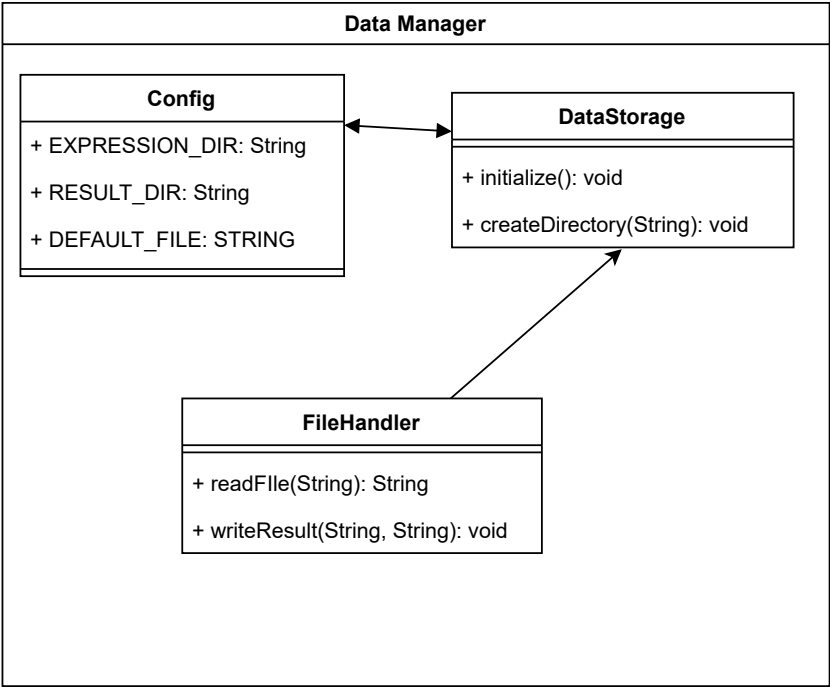 Data Manager
Config
+ EXPRESSION_DIR: String
+ RESULT_DIR: String
+ DEFAULT_FILE: STRING
DataStorage
+ initialize(): void
+ createDirectory(String): void
FileHandler
+ readFIle(String): String
+ writeResult(String, String): void